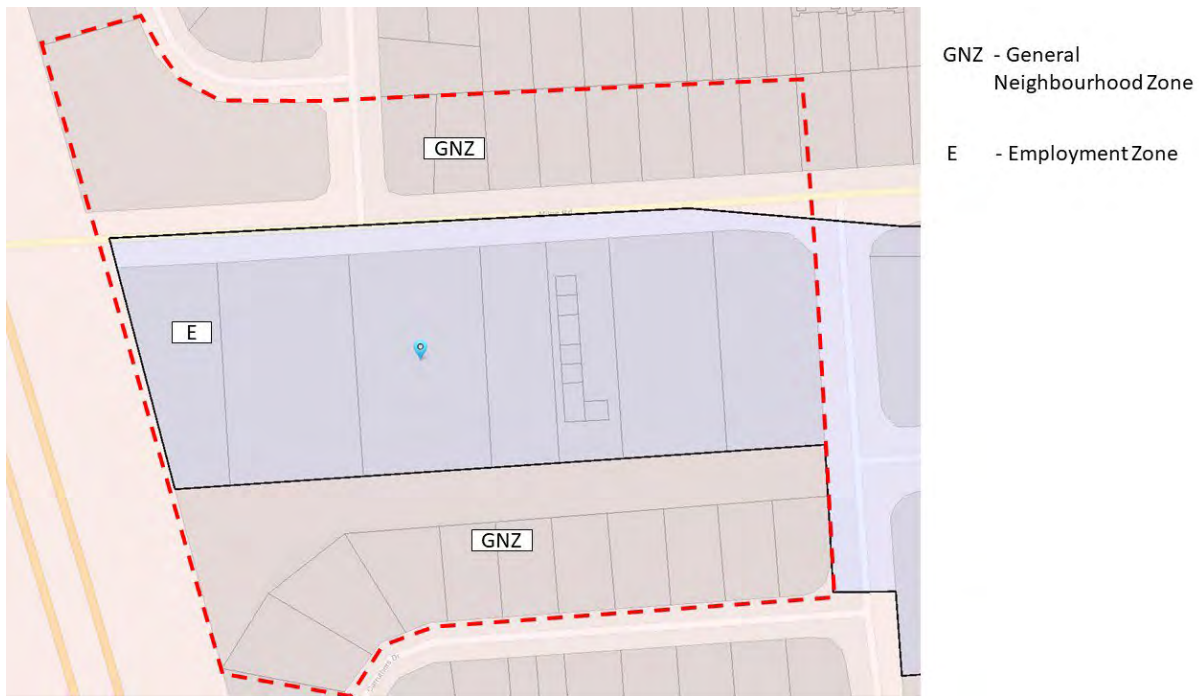 GNZ - General
Neighbourhood Zone
E - Employment Zone
GNZ
E
GNZ